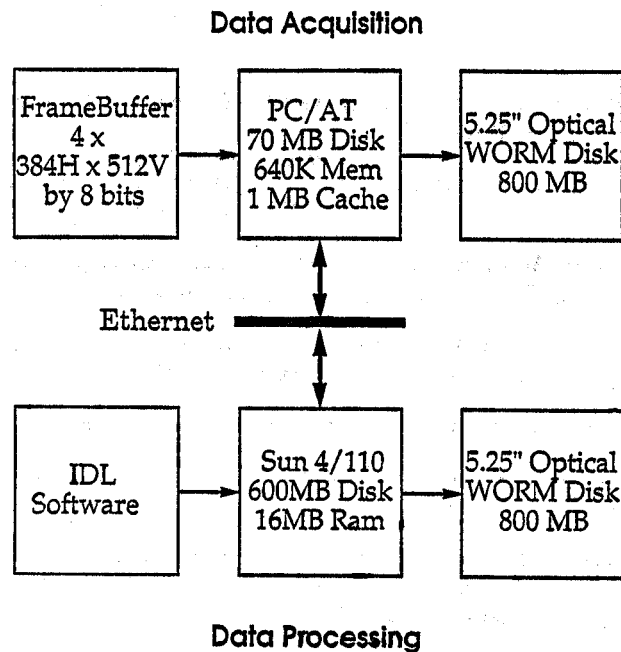 Data Acquisition
FrameBuffer
4 x
384H x 512V
by 8 bits
PC/AT
70 MB Disk
640K Mem
1 MB Cache
5.25" Optical
WORM Disk
800 MB
Ethernet
IDL
Software
Sun 4/110
600MB Disk
16MB Ram
5.25" Optical
WORM Disk
800 MB
Data Processing